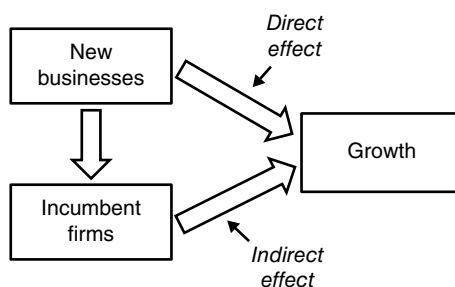 Direct
effect
New
businesses
Growth
Incumbent
firms
Indirect
effect